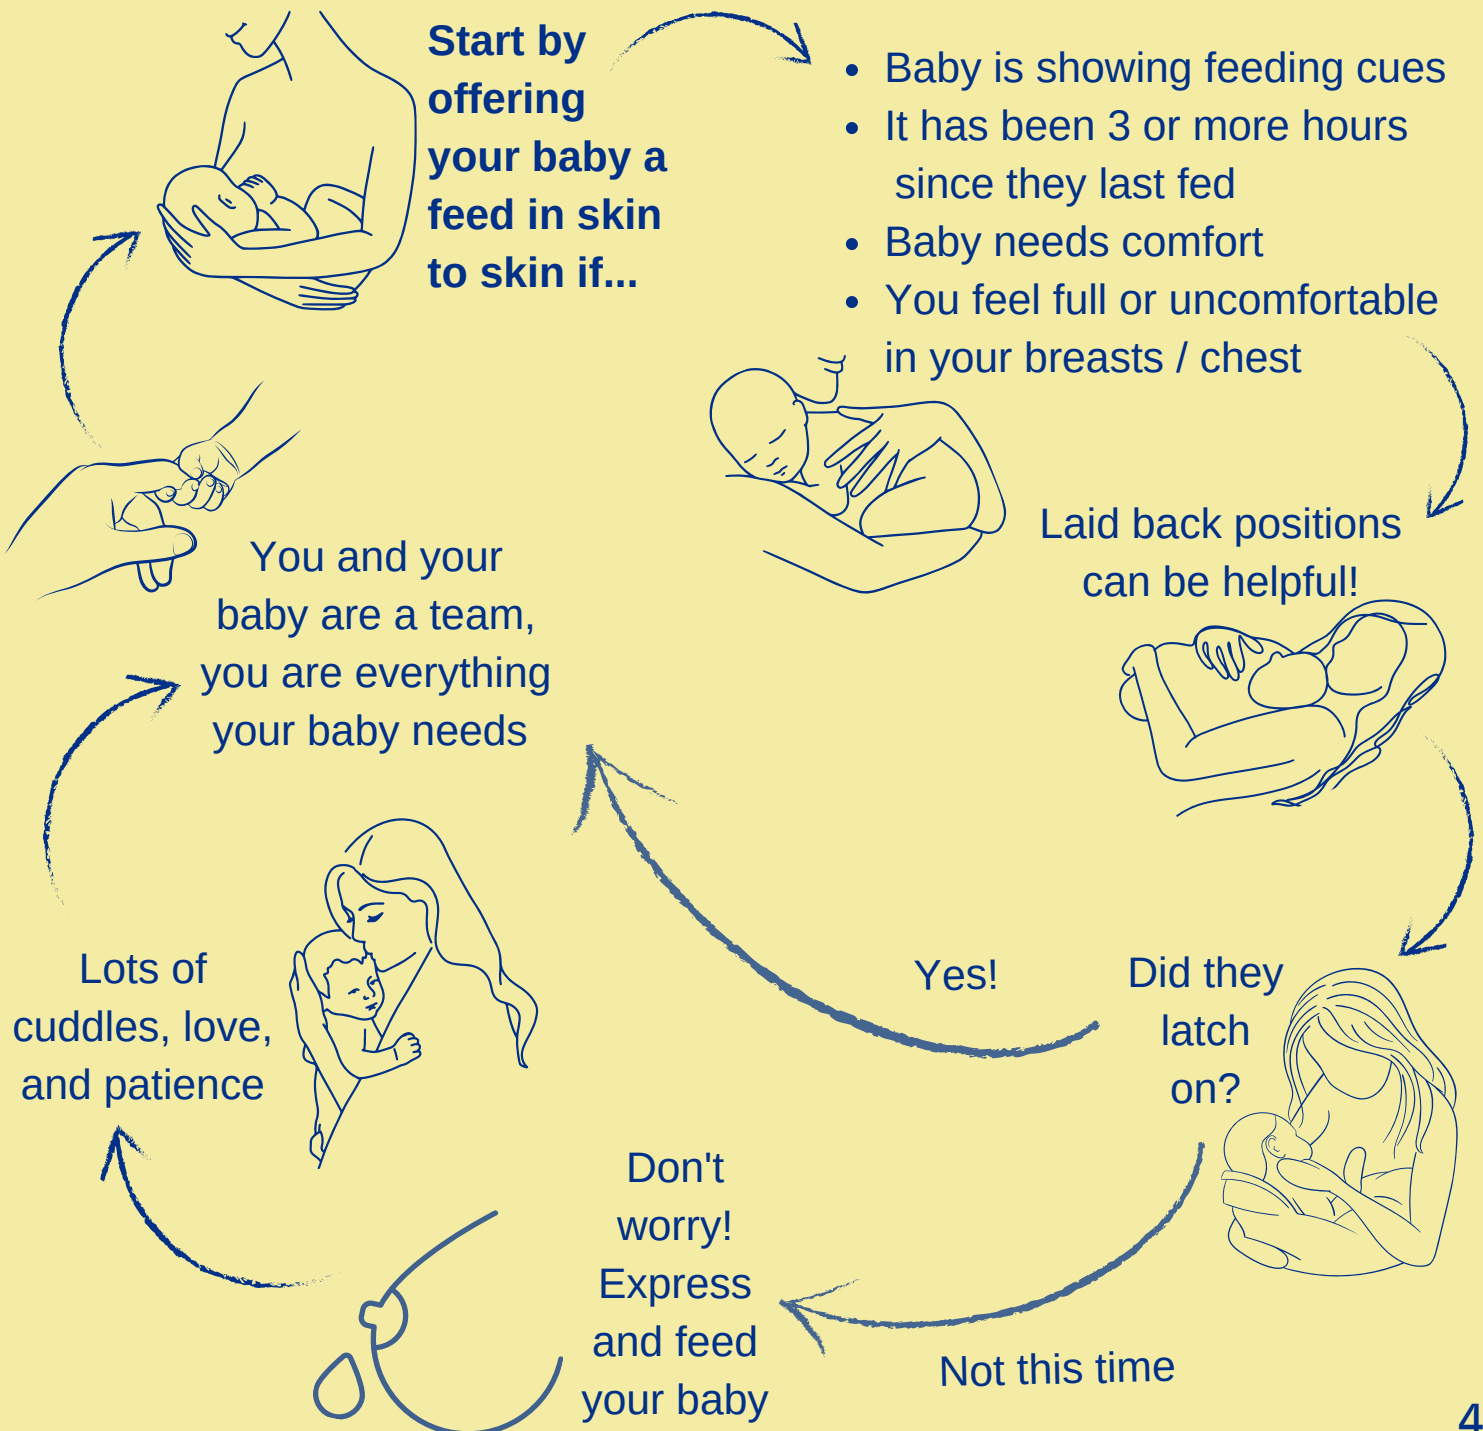 Start by
offering
your baby a
feed in skin
to skin if...
• Baby is showing feeding cues
• It has been 3 or more hours
since they last fed
• Baby needs comfort
• You feel full or uncomfortable
in your breasts / chest
Laid back positions
can be helpful!
Did they
latch
on?
Yes!
Not this time
Don't
worry!
Express
and feed
your baby
Lots of
cuddles, love,
and patience
You and your
baby are a team,
you are everything
your baby needs
4